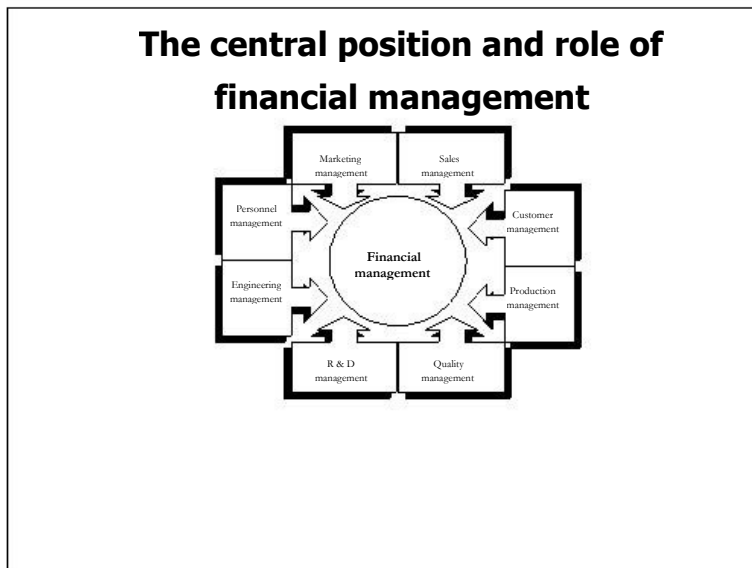 The central position and role of
financial management
Marketing
management
Sales
management
Personnel
management
Customer
management
Financial
management
Engineering
management
Production
management
R & D
management
Quality
management